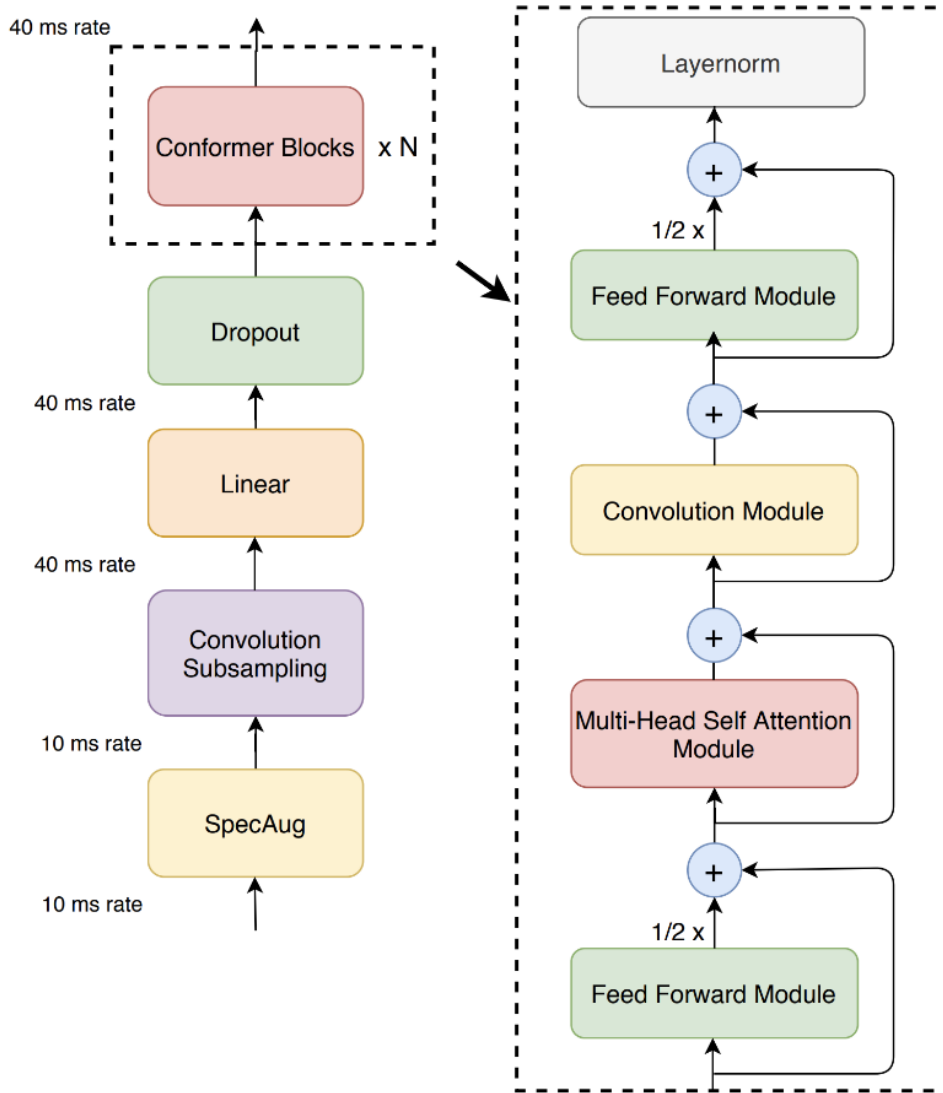 40 ms rate
Conformer Blocks
x N
Dropout
40 ms rate
Linear
40 ms rate
Convolution
Subsampling
10 ms rate
SpecAug
10 ms rate
Layernorm
+
1/2 x
Feed Forward Module
+
Convolution Module
+
Multi-Head Self Attention
Module
+
1/2 x
Feed Forward Module